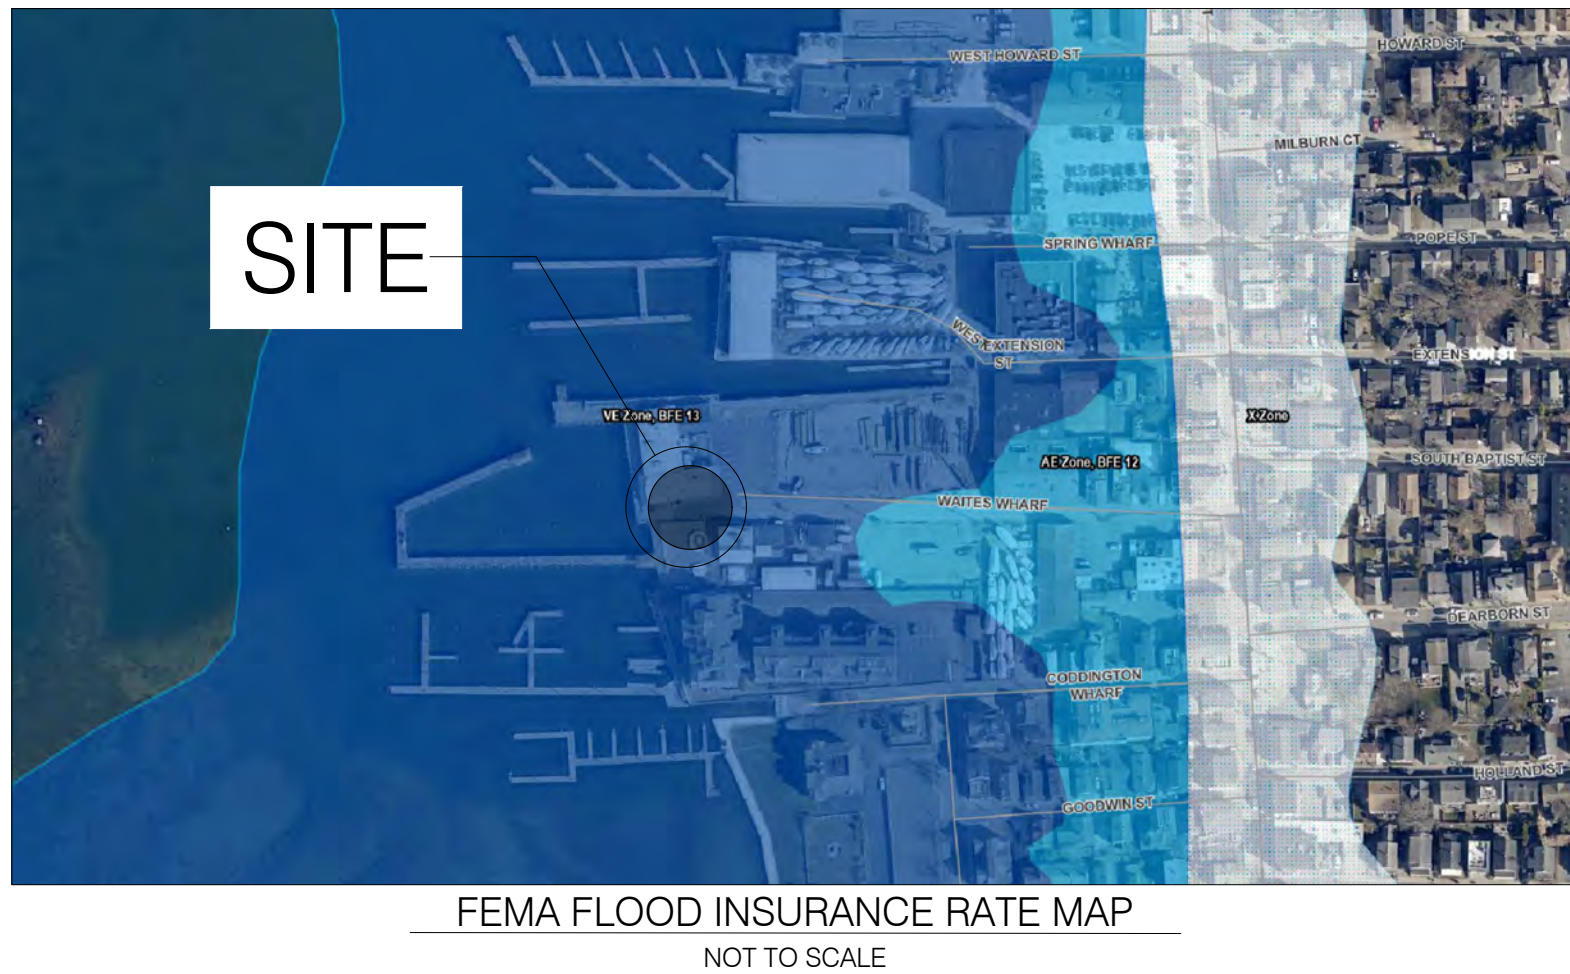 WEST HOWARD ST
HOWARD ST
MILBURN CT
SITE
SPRING WHARF
POPE ST
WEST EXTENSION
ST
EXTENSION ST
VE Zone, BFE 13
X Zone
AE Zone, BFE 12
SOUTH BAPTIST ST
WAITES WHARF
DEARBORN ST
CODDINGTON
WHARF
HOLLAND ST
GOODWIN ST
FEMA FLOOD INSURANCE RATE MAP
NOT TO SCALE